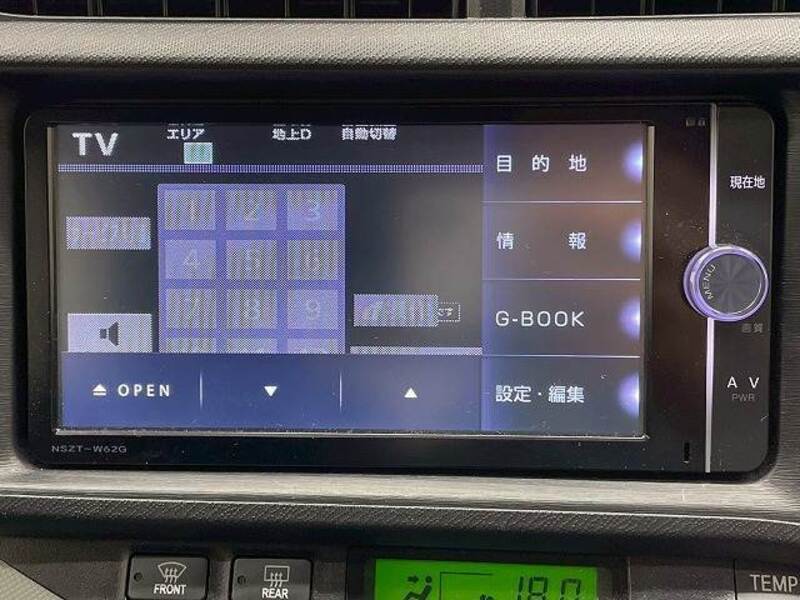 TV エリア 地上D 自動切替
1 2 3
4 5 6
7 8 9
目的地
情報
G-BOOK
設定・編集
OPEN
現在地
MENU
画質
AV
PWR
NSZT-W62G
FRONT
REAR
18.0
TEMP